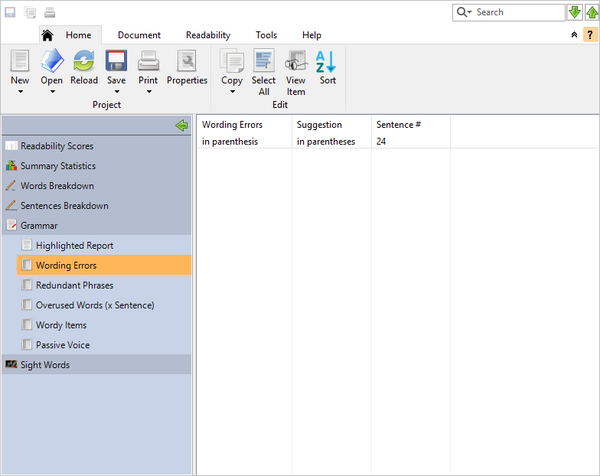 Search
Home Document Readability Tools Help ?
New Open Reload Save Print Properties Copy Select All View Item Sort
Project Edit
Wording Errors Suggestion Sentence #
in parenthesis in parentheses 24
Readability Scores
Summary Statistics
Words Breakdown
Sentences Breakdown
Grammar
Highlighted Report
Wording Errors
Redundant Phrases
Overused Words (x Sentence)
Wordy Items
Passive Voice
Sight Words